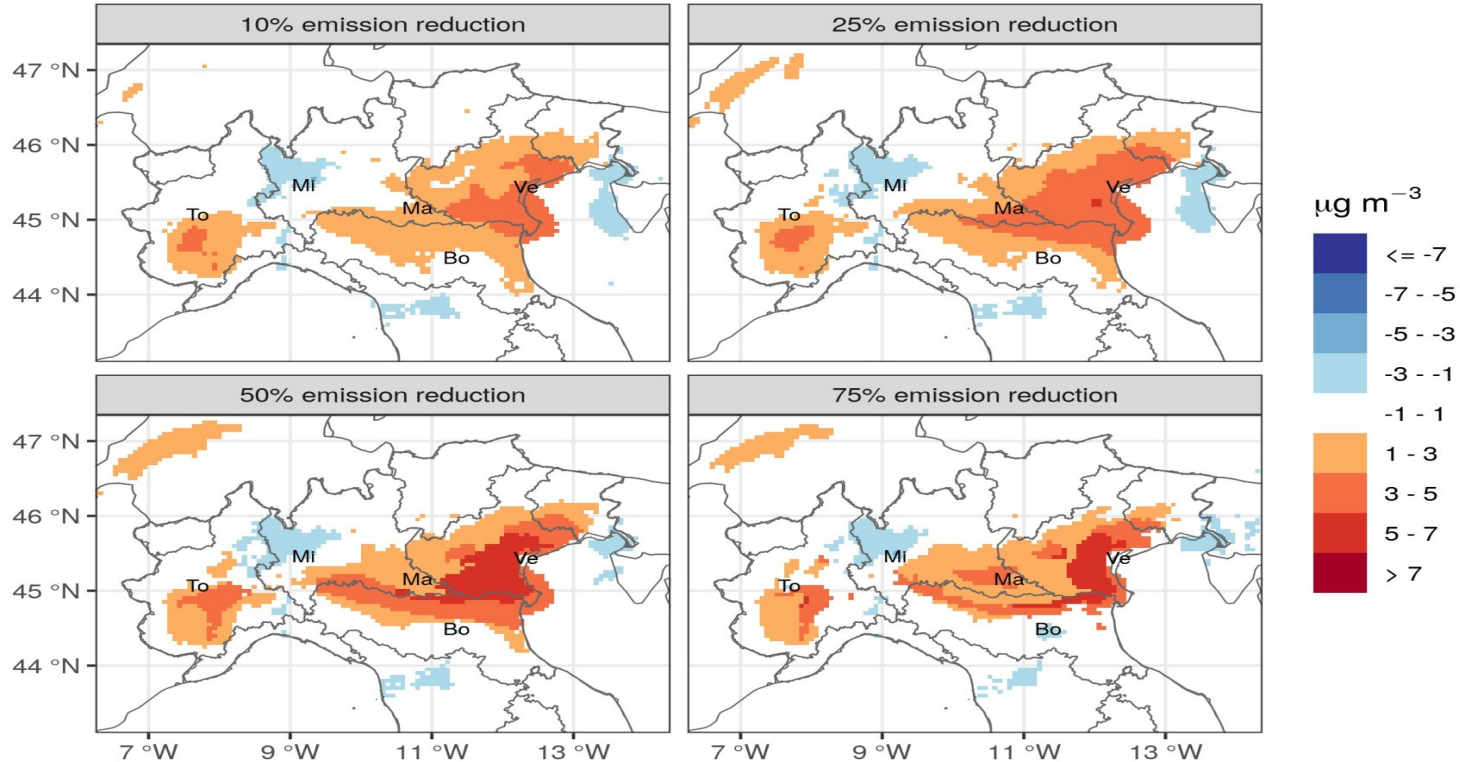 10% emission reduction
25% emission reduction
47 °N
46 °N
45 °N
44 °N
Mi
Ve
To
Ma
Bo
Mi
Ve
To
Ma
Bo
50% emission reduction
75% emission reduction
47 °N
46 °N
45 °N
44 °N
Mi
Ve
To
Ma
Bo
Mi
Ve
To
Ma
Bo
7 °W
9 °W
11 °W
13 °W
7 °W
9 °W
11 °W
13 °W
μg m⁻³
<= -7
-7 - -5
-5 - -3
-3 - -1
-1 - 1
1 - 3
3 - 5
5 - 7
> 7